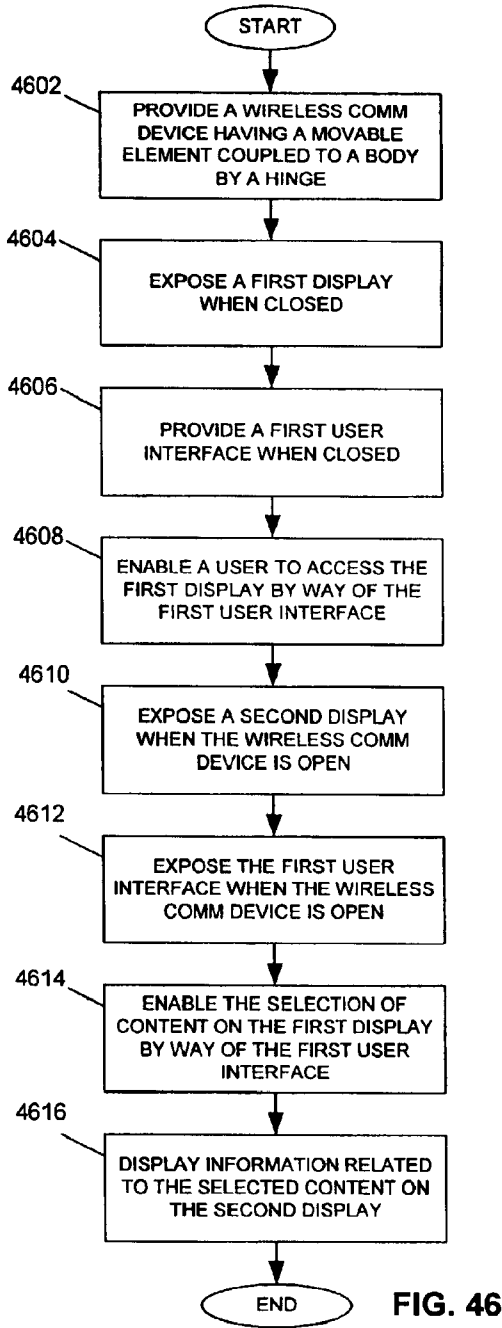 START
4602
PROVIDE A WIRELESS COMM
DEVICE HAVING A MOVABLE
ELEMENT COUPLED TO A BODY
BY A HINGE
4604
EXPOSE A FIRST DISPLAY
WHEN CLOSED
4606
PROVIDE A FIRST USER
INTERFACE WHEN CLOSED
4608
ENABLE A USER TO ACCESS THE
FIRST DISPLAY BY WAY OF THE
FIRST USER INTERFACE
4610
EXPOSE A SECOND DISPLAY
WHEN THE WIRELESS COMM
DEVICE IS OPEN
4612
EXPOSE THE FIRST USER
INTERFACE WHEN THE WIRELESS
COMM DEVICE IS OPEN
4614
ENABLE THE SELECTION OF
CONTENT ON THE FIRST DISPLAY
BY WAY OF THE FIRST USER
INTERFACE
4616
DISPLAY INFORMATION RELATED
TO THE SELECTED CONTENT ON
THE SECOND DISPLAY
END
FIG. 46